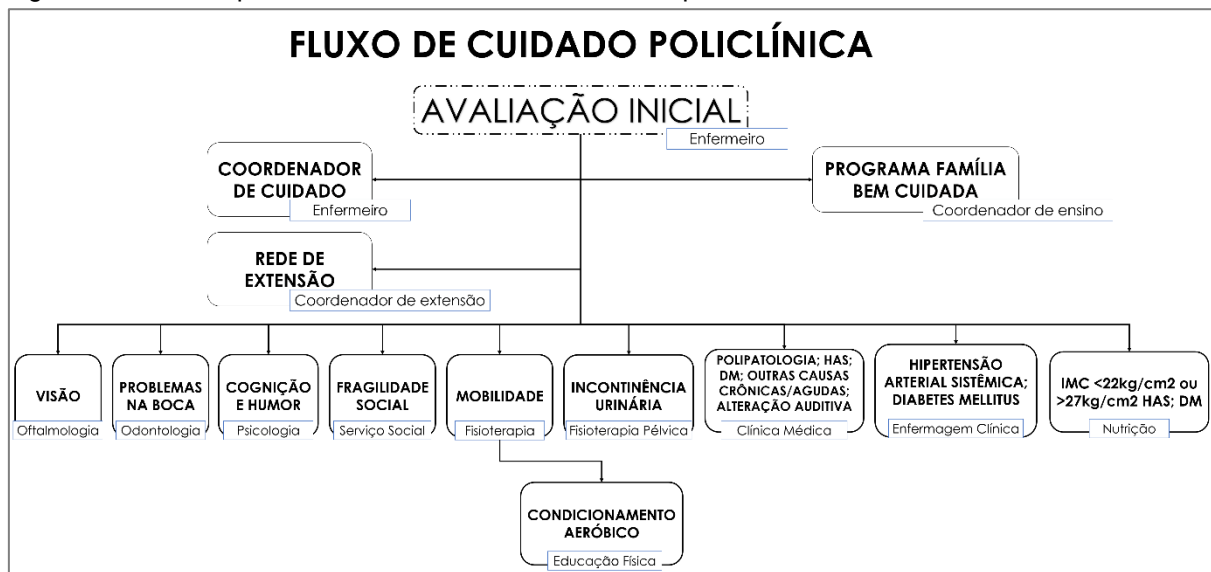 FLUXO DE CUIDADO POLICLÍNICA
AVALIAÇÃO INICIAL
Enfermeiro
COORDENADOR
DE CUIDADO
Enfermeiro
PROGRAMA FAMÍLIA
BEM CUIDADA
Coordenador de ensino
REDE DE
EXTENSÃO
Coordenador de extensão
VISÃO
Oftalmologia
PROBLEMAS
NA BOCA
Odontologia
COGNIÇÃO
E HUMOR
Psicologia
FRAGILIDADE
SOCIAL
Serviço Social
MOBILIDADE
Fisioterapia
INCONTINÊNCIA
URINÁRIA
Fisioterapia Pélvica
POLIPATOLOGIA; HAS;
DM; OUTRAS CAUSAS
CRÔNICAS/AGUDAS;
ALTERAÇÃO AUDITIVA
Clínica Médica
HIPERTENSÃO
ARTERIAL SISTÊMICA;
DIABETES MELLITUS
Enfermagem Clínica
IMC <22kg/cm2 ou
>27kg/cm2 HAS; DM
Nutrição
CONDICIONAMENTO
AERÓBICO
Educação Física